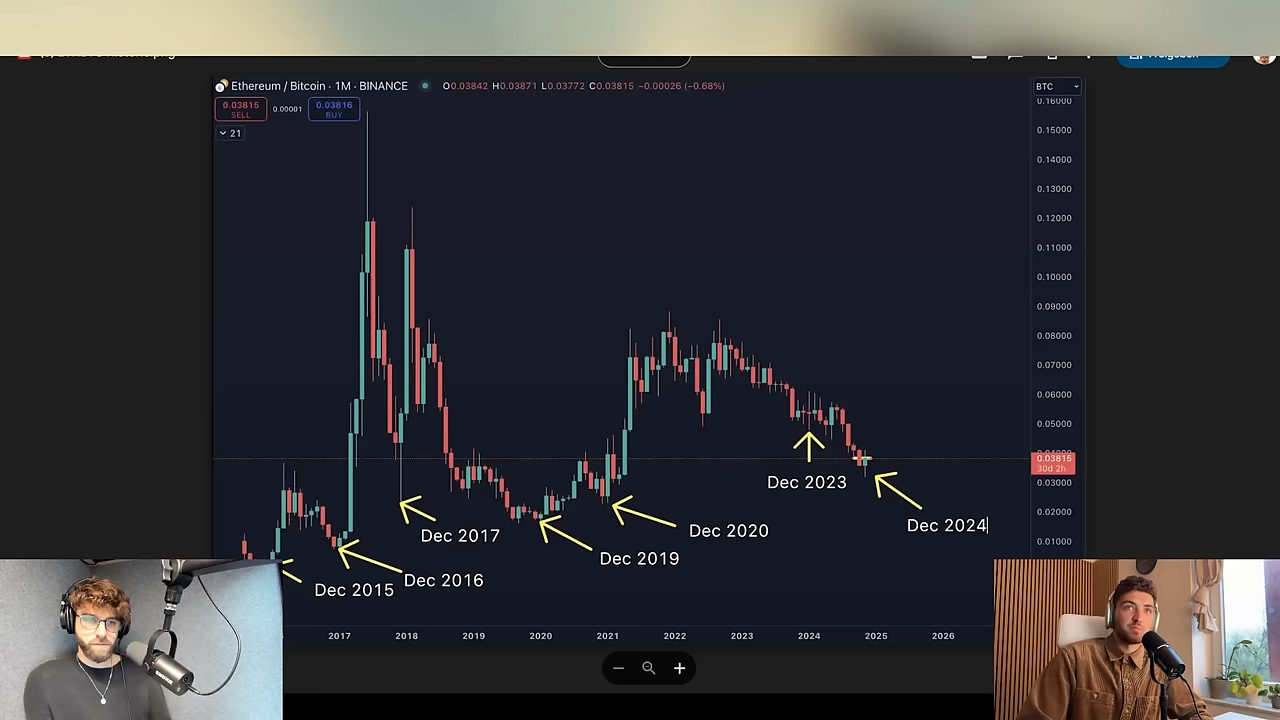 Ethereum / Bitcoin · 1M · BINANCE
O0.03842 H0.03871 L0.03772 C0.03815 −0.00026 (−0.68%)
BTC
0.03815
SELL
0.00001
0.03816
BUY
21
0.16000
0.15000
0.14000
0.13000
0.12000
0.11000
0.10000
0.09000
0.08000
0.07000
0.06000
0.05000
0.03815
30d 2h
0.03000
0.02000
0.01000
Dec 2023
Dec 2024
Dec 2017
Dec 2020
Dec 2019
Dec 2016
Dec 2015
2017
2018
2019
2020
2021
2022
2023
2024
2025
2026